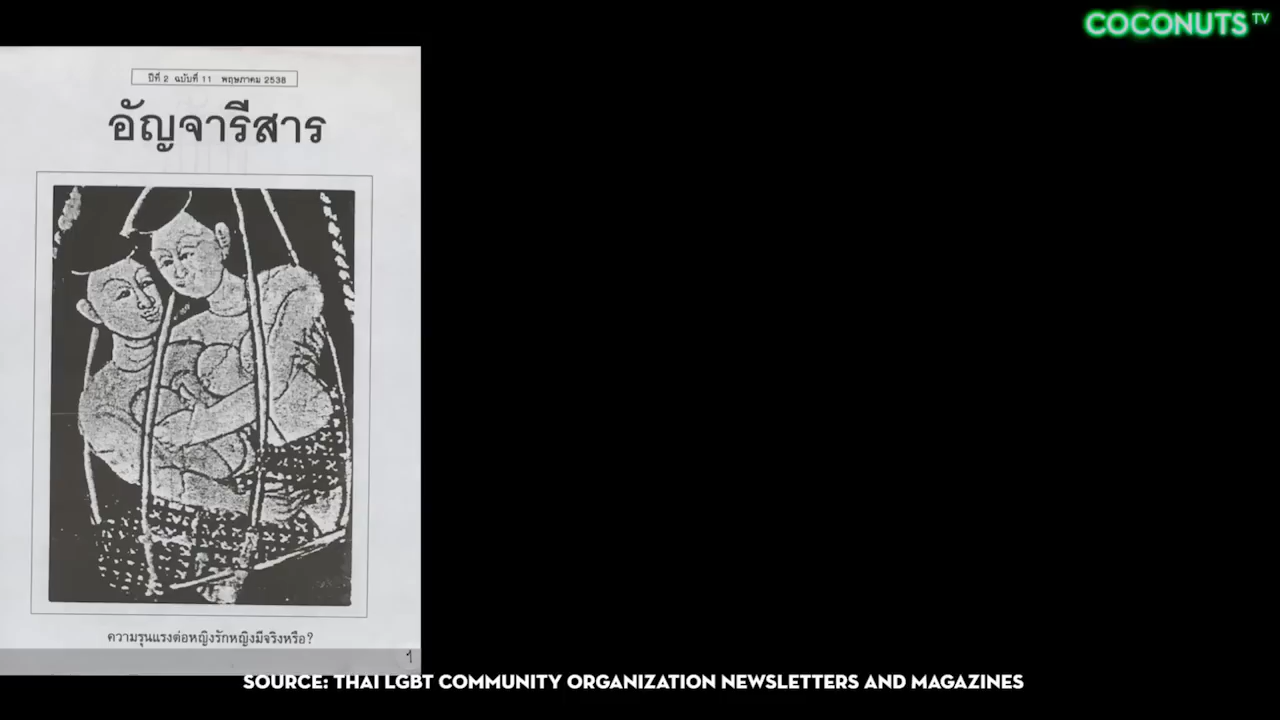 COCONUTS TV
ปีที่ 2 ฉบับที่ 11 พฤษภาคม 2538
อัญจารีสาร
ความรุนแรงต่อหญิงรักหญิงมีจริงหรือ?
1
SOURCE: THAI LGBT COMMUNITY ORGANIZATION NEWSLETTERS AND MAGAZINES